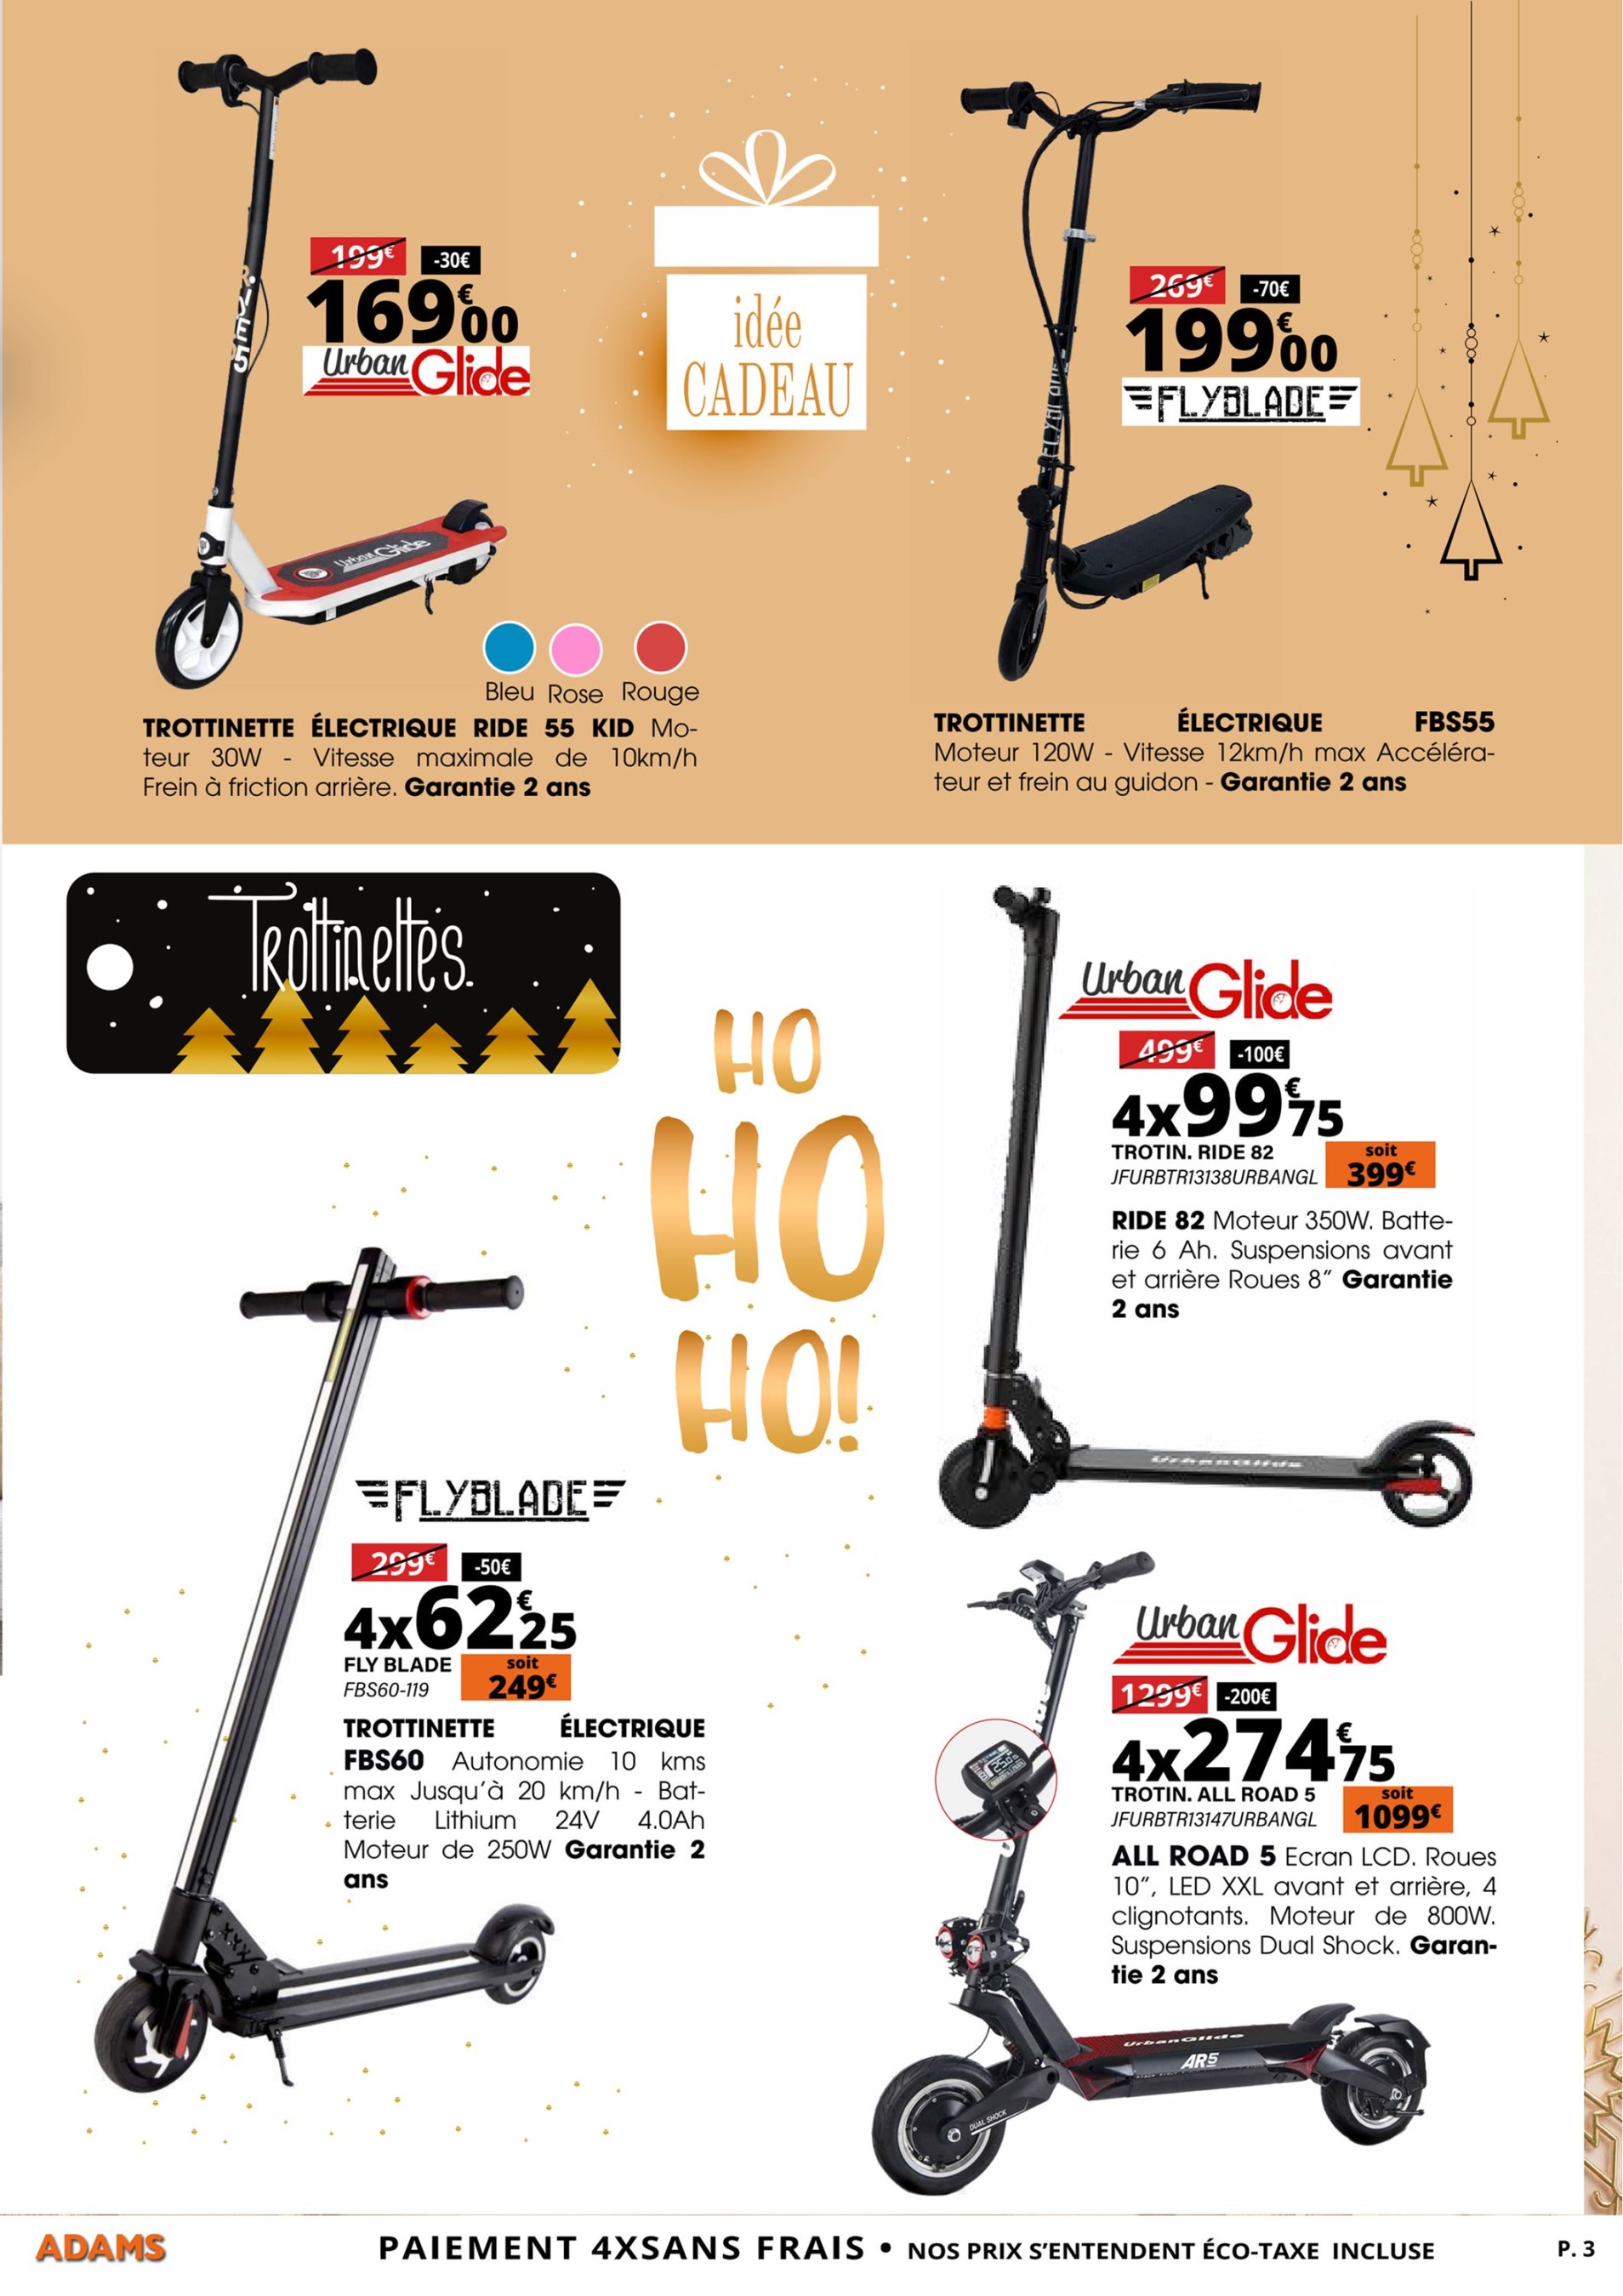 199€ -30€
169€00
Urban Glide
idée
CADEAU
269€ -70€
199€00
FLYBLADE
FLYBLADE
Urban Glide
Bleu Rose Rouge
TROTTINETTE ÉLECTRIQUE RIDE 55 KID Mo-
teur 30W - Vitesse maximale de 10km/h
Frein à friction arrière. Garantie 2 ans
TROTTINETTE ÉLECTRIQUE FBS55
Moteur 120W - Vitesse 12km/h max Accéléra-
teur et frein au guidon - Garantie 2 ans
Trottinettes
HO
HO
HO!
Urban Glide
499€ -100€
4x99€75
TROTIN. RIDE 82
JFURBTR13138URBANGL
soit
399€
RIDE 82 Moteur 350W. Batte-
rie 6 Ah. Suspensions avant
et arrière Roues 8” Garantie
2 ans
UrbanGlide
FLYBLADE
299€ -50€
4x62€25
FLY BLADE
FBS60-119
soit
249€
TROTTINETTE ÉLECTRIQUE
FBS60 Autonomie 10 kms
max Jusqu’à 20 km/h - Bat-
terie Lithium 24V 4.0Ah
Moteur de 250W Garantie 2
ans
Urban Glide
1299€ -200€
4x274€75
TROTIN. ALL ROAD 5
JFURBTR13147URBANGL
soit
1099€
ALL ROAD 5 Ecran LCD. Roues
10”, LED XXL avant et arrière, 4
clignotants. Moteur de 800W.
Suspensions Dual Shock. Garan-
tie 2 ans
UrbanGlide
AR5
DUAL SHOCK
ADAMS
PAIEMENT 4XSANS FRAIS • NOS PRIX S’ENTENDENT ÉCO-TAXE INCLUSE
P. 3